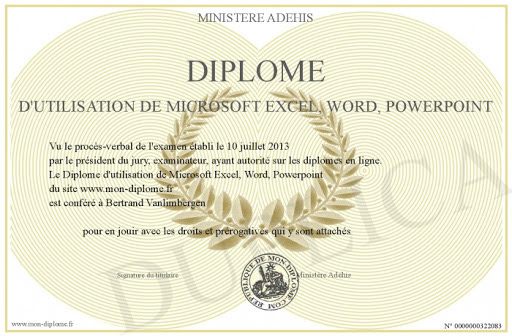 MINISTERE ADEHIS
DIPLOME
D'UTILISATION DE MICROSOFT EXCEL, WORD, POWERPOINT
Vu le procès-verbal de l'examen établi le 10 juillet 2013
par le président du jury, examinateur, ayant autorité sur les diplomes en ligne.
Le Diplome d'utilisation de Microsoft Excel, Word, Powerpoint
du site www.mon-diplome.fr
est conféré à Bertrand Vanlimbergen
pour en jouir avec les droits et prérogatives qui y sont attachés
Signature du titulaire
Ministère Adehis
REPUBLIQUE DE MON-DIPLOME.COM
www.mon-diplome.fr
N° 0000000322083